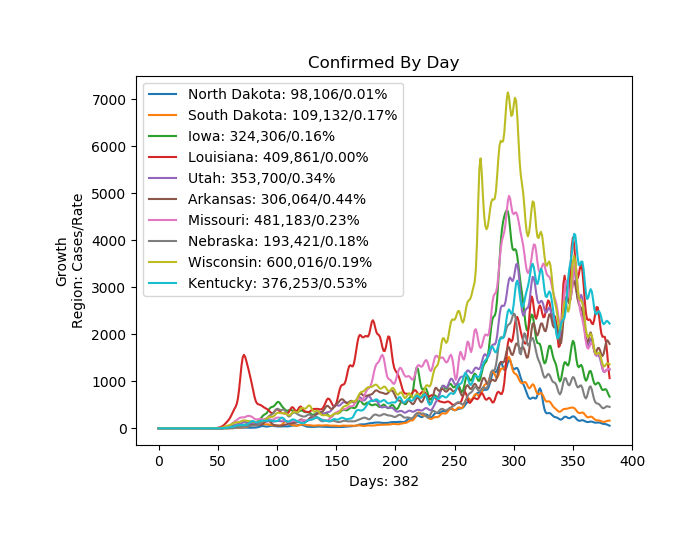 Confirmed By Day
7000
6000
5000
4000
3000
2000
1000
0
Growth
Region: Cases/Rate
North Dakota: 98,106/0.01%
South Dakota: 109,132/0.17%
Iowa: 324,306/0.16%
Louisiana: 409,861/0.00%
Utah: 353,700/0.34%
Arkansas: 306,064/0.44%
Missouri: 481,183/0.23%
Nebraska: 193,421/0.18%
Wisconsin: 600,016/0.19%
Kentucky: 376,253/0.53%
0 50 100 150 200 250 300 350 400
Days: 382